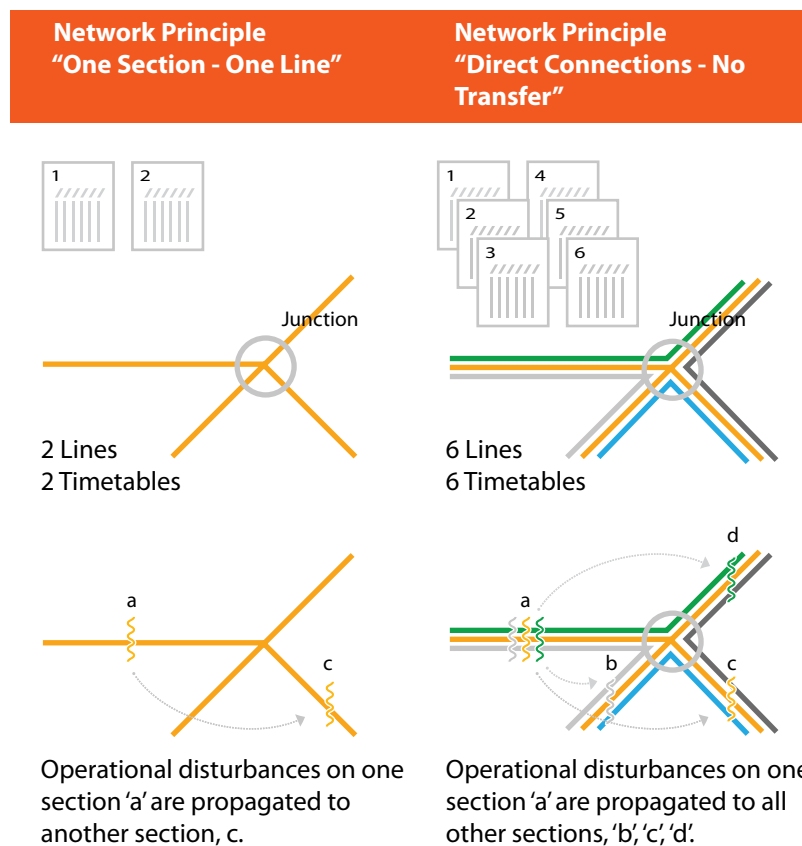 Network Principle
“One Section - One Line”
Network Principle
“Direct Connections - No
Transfer”
1
2
Junction
2 Lines
2 Timetables
1
4
2
5
3
6
Junction
6 Lines
6 Timetables
a
c
Operational disturbances on one
section ‘a’ are propagated to
another section, c.
d
a
b
c
Operational disturbances on one
section ‘a’ are propagated to all
other sections, ‘b’, ‘c’, ‘d’.